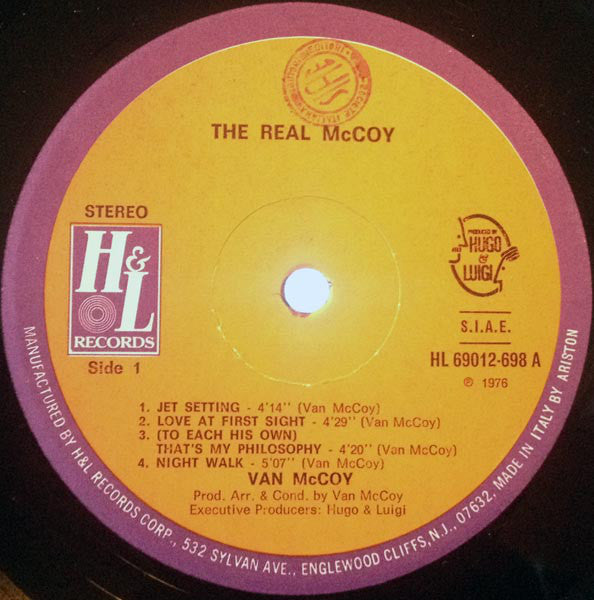 THE REAL McCOY
STEREO
H&L
RECORDS
Side 1
PRODUCED BY
HUGO
&
LUIGI
S.I.A.E.
HL 69012-698 A
℗ 1976
1. JET SETTING - 4'14'' (Van McCoy)
2. LOVE AT FIRST SIGHT - 4'29'' (Van McCoy)
3. (TO EACH HIS OWN)
THAT'S MY PHILOSOPHY - 4'20'' (Van McCoy)
4. NIGHT WALK - 5'07'' (Van McCoy)
VAN McCOY
Prod. Arr. & Cond. by Van McCoy
Executive Producers: Hugo & Luigi
MANUFACTURED BY H&L RECORDS CORP., 532 SYLVAN AVE., ENGLEWOOD CLIFFS, N.J., 07632. MADE IN ITALY BY ARISTON